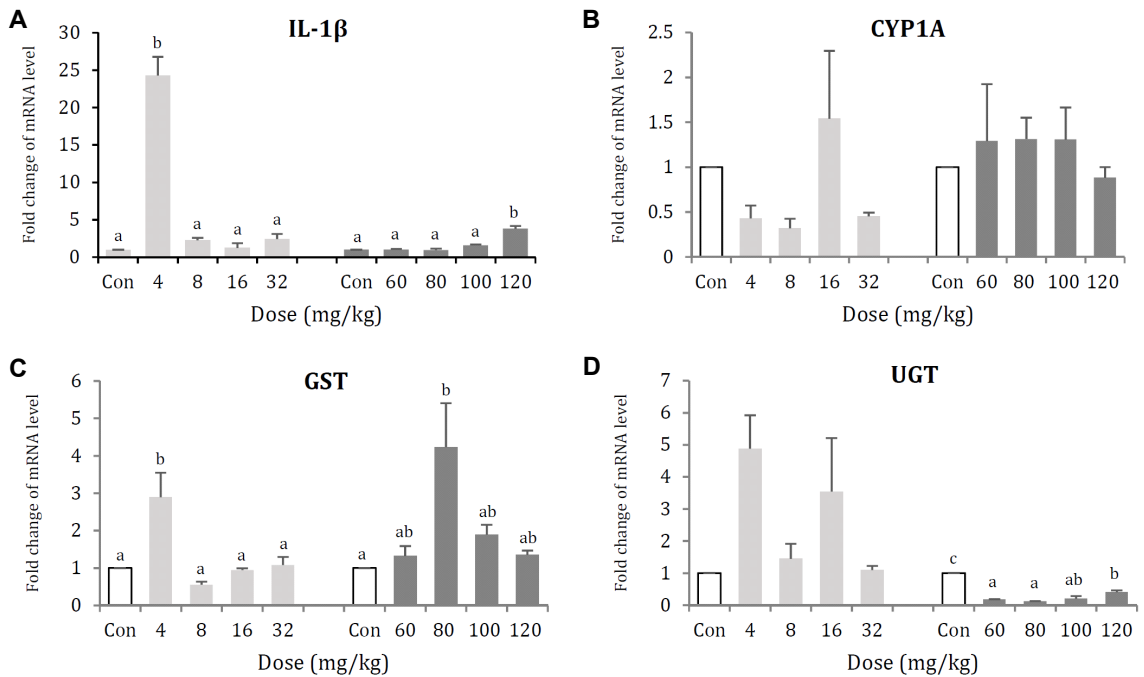 A
IL-1β
Fold change of mRNA level
30
25
20
15
10
5
0
a
b
a
a
a
a
a
a
a
b
Con 4 8 16 32 Con 60 80 100 120
Dose (mg/kg)
B
CYP1A
Fold change of mRNA level
2.5
2
1.5
1
0.5
0
Con 4 8 16 32 Con 60 80 100 120
Dose (mg/kg)
C
GST
Fold change of mRNA level
6
5
4
3
2
1
0
a
b
a
a
a
a
ab
b
ab
ab
Con 4 8 16 32 Con 60 80 100 120
Dose (mg/kg)
D
UGT
Fold change of mRNA level
7
6
5
4
3
2
1
0
c
a
a
ab
b
Con 4 8 16 32 Con 60 80 100 120
Dose (mg/kg)